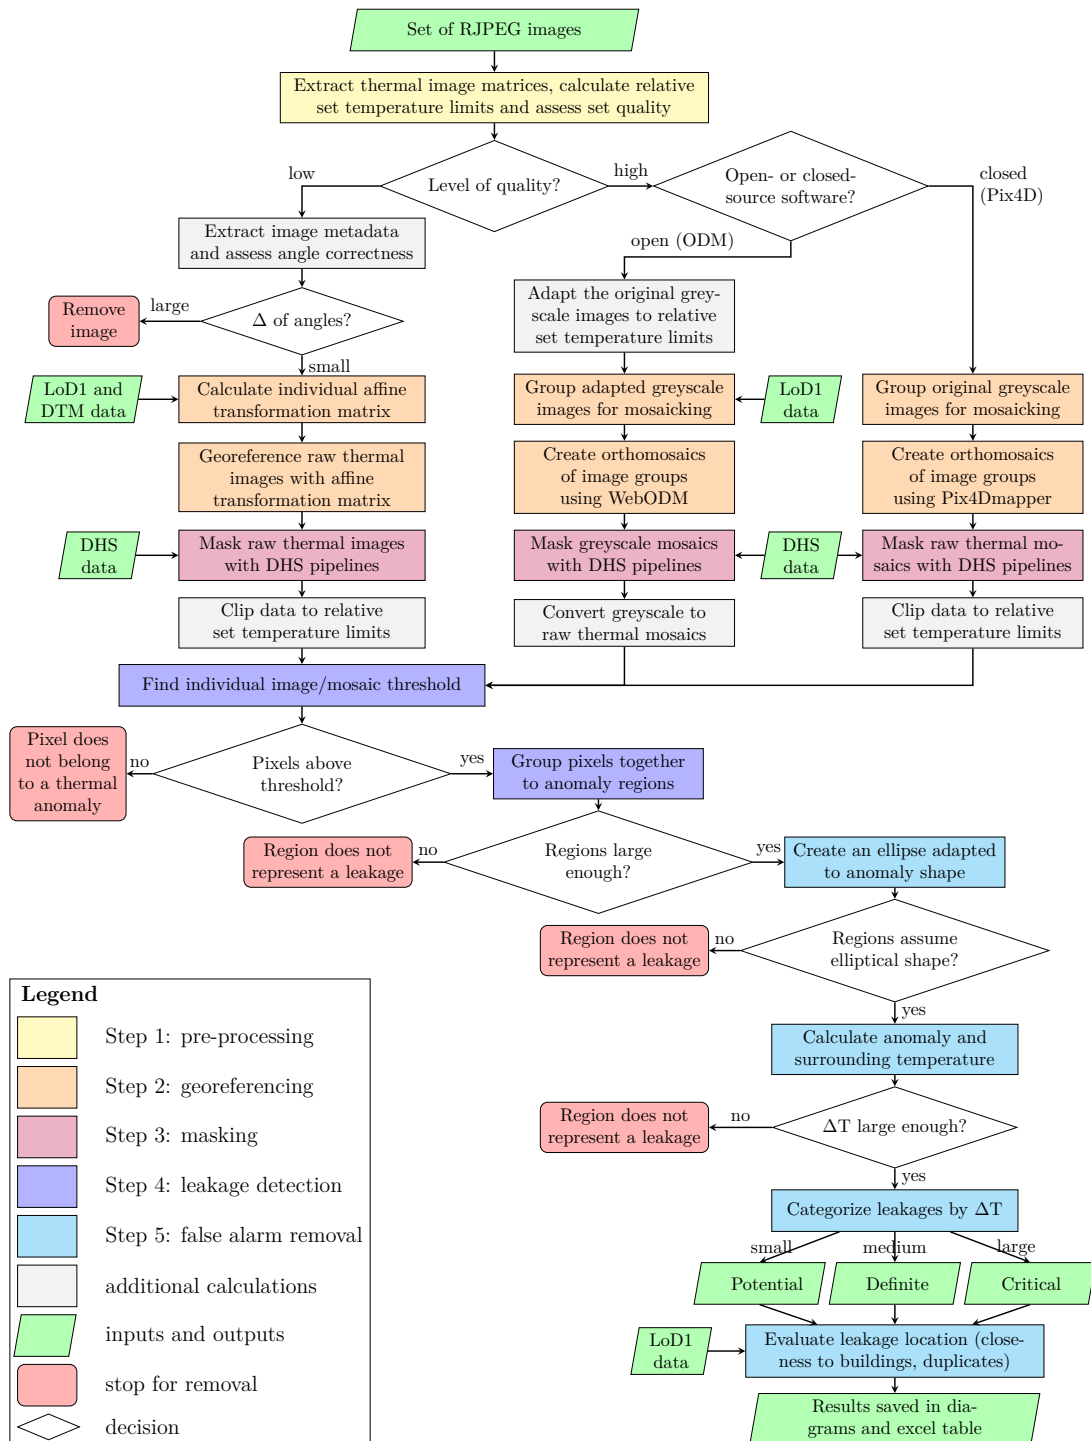 Set of RJPEG images
Extract thermal image matrices, calculate relative
set temperature limits and assess set quality
Level of quality?
low
high
Open- or closed-
source software?
closed
(Pix4D)
open (ODM)
Extract image metadata
and assess angle correctness
Δ of angles?
large
Remove
image
small
Adapt the original grey-
scale images to relative
set temperature limits
LoD1 and
DTM data
Calculate individual affine
transformation matrix
Group adapted greyscale
images for mosaicking
LoD1
data
Group original greyscale
images for mosaicking
Georeference raw thermal
images with affine
transformation matrix
Create orthomosaics
of image groups
using WebODM
Create orthomosaics
of image groups
using Pix4Dmapper
DHS
data
Mask raw thermal images
with DHS pipelines
Mask greyscale mosaics
with DHS pipelines
DHS
data
Mask raw thermal mo-
saics with DHS pipelines
Clip data to relative
set temperature limits
Convert greyscale to
raw thermal mosaics
Clip data to relative
set temperature limits
Find individual image/mosaic threshold
Pixel does
not belong
to a thermal
anomaly
no
Pixels above
threshold?
yes
Group pixels together
to anomaly regions
Region does not
represent a leakage
no
Regions large
enough?
yes
Create an ellipse adapted
to anomaly shape
Region does not
represent a leakage
no
Regions assume
elliptical shape?
yes
Calculate anomaly and
surrounding temperature
Region does not
represent a leakage
no
ΔT large enough?
yes
Categorize leakages by ΔT
small
medium
large
Potential
Definite
Critical
LoD1
data
Evaluate leakage location (close-
ness to buildings, duplicates)
Results saved in dia-
grams and excel table
Legend
Step 1: pre-processing
Step 2: georeferencing
Step 3: masking
Step 4: leakage detection
Step 5: false alarm removal
additional calculations
inputs and outputs
stop for removal
decision